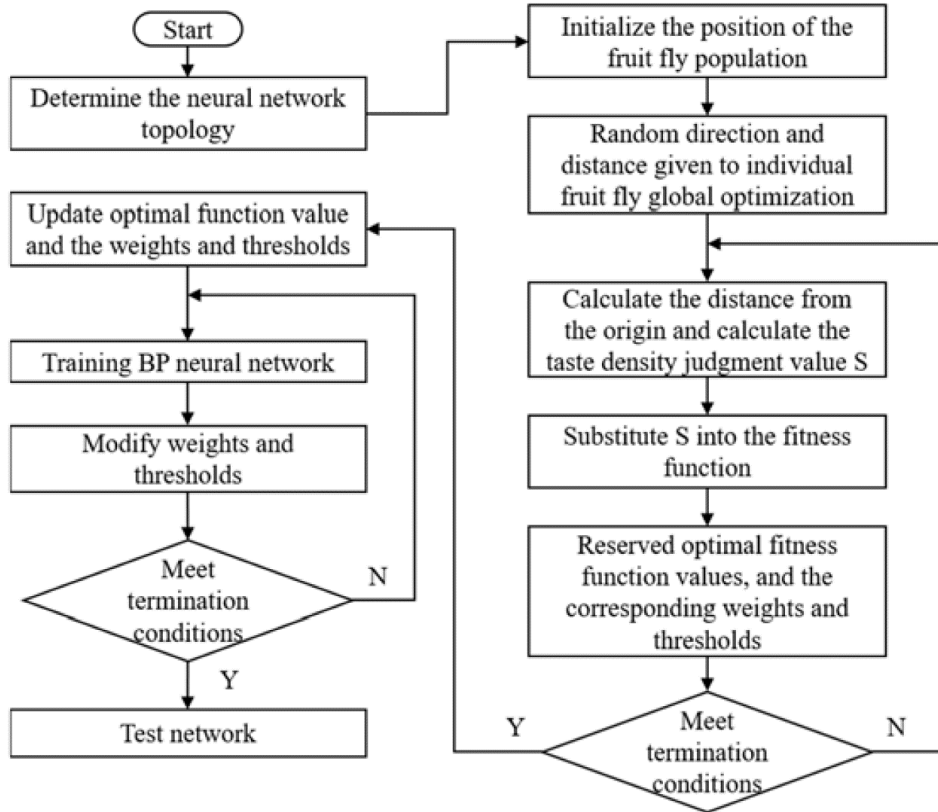 Start
Determine the neural network
topology
Initialize the position of the
fruit fly population
Random direction and
distance given to individual
fruit fly global optimization
Calculate the distance from
the origin and calculate the
taste density judgment value S
Substitute S into the fitness
function
Reserved optimal fitness
function values, and the
corresponding weights and
thresholds
Meet
termination
conditions
Y
N
Update optimal function value
and the weights and thresholds
Training BP neural network
Modify weights and
thresholds
Meet
termination
conditions
N
Y
Test network